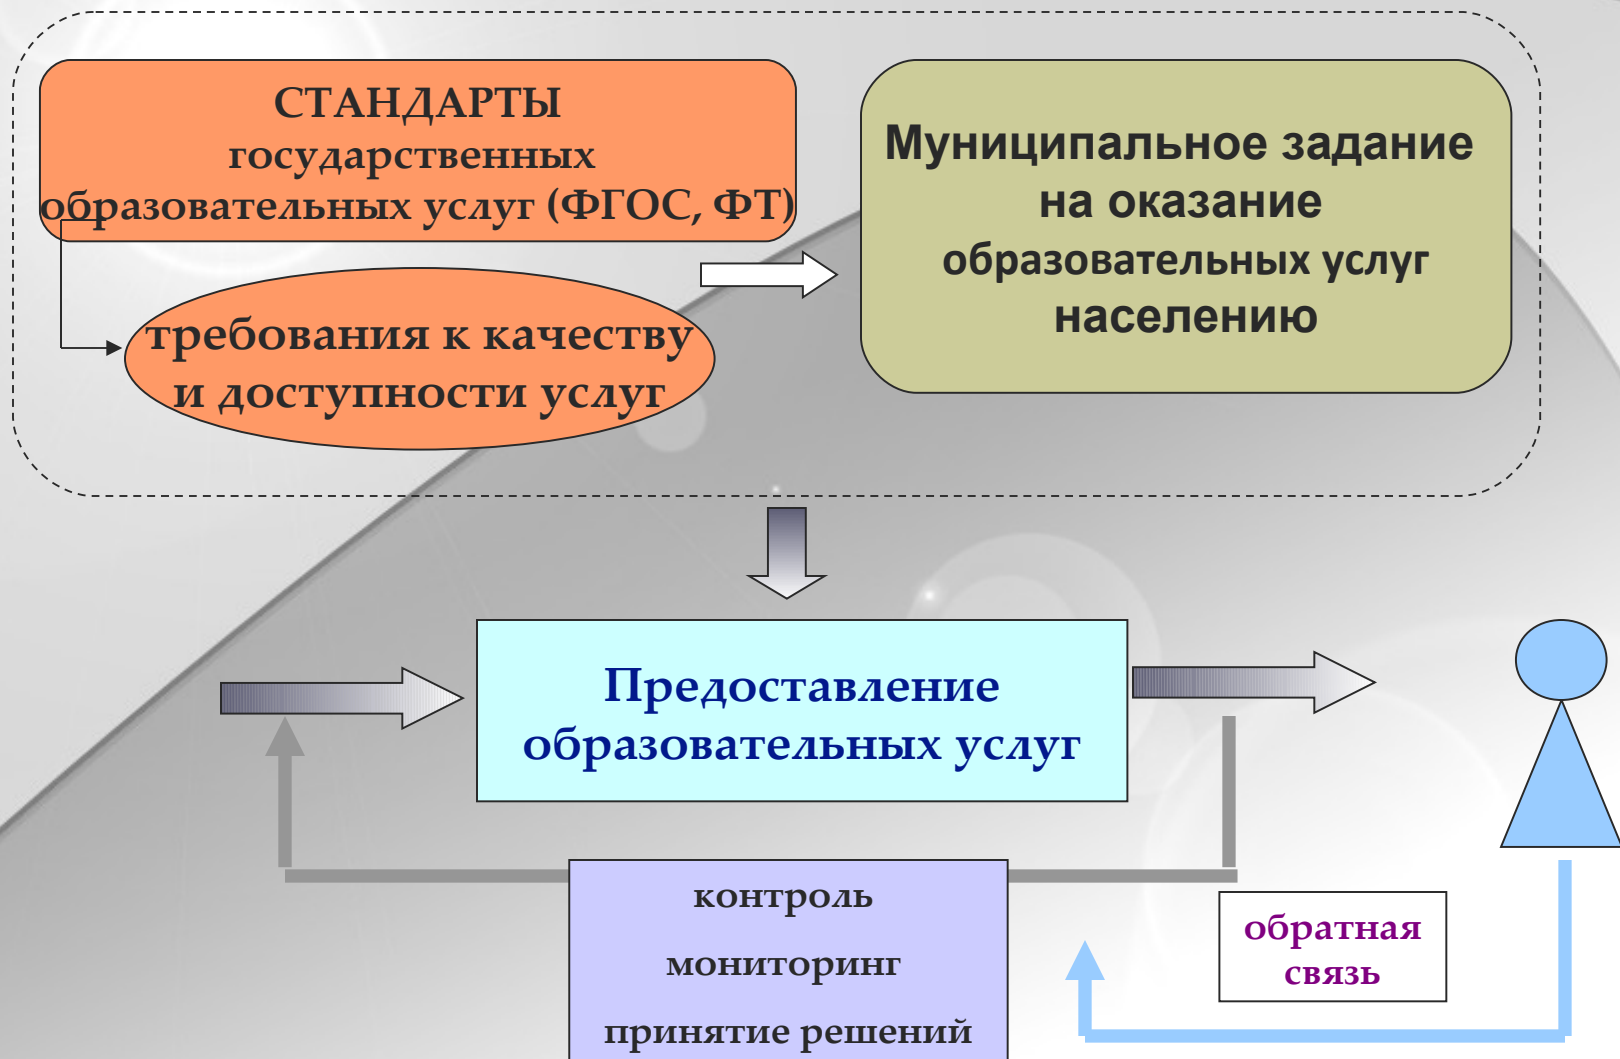 СТАНДАРТЫ
государственных
образовательных услуг (ФГОС, ФТ)
требования к качеству
и доступности услуг
Муниципальное задание
на оказание
образовательных услуг
населению
Предоставление
образовательных услуг
контроль
мониторинг
принятие решений
обратная
связь